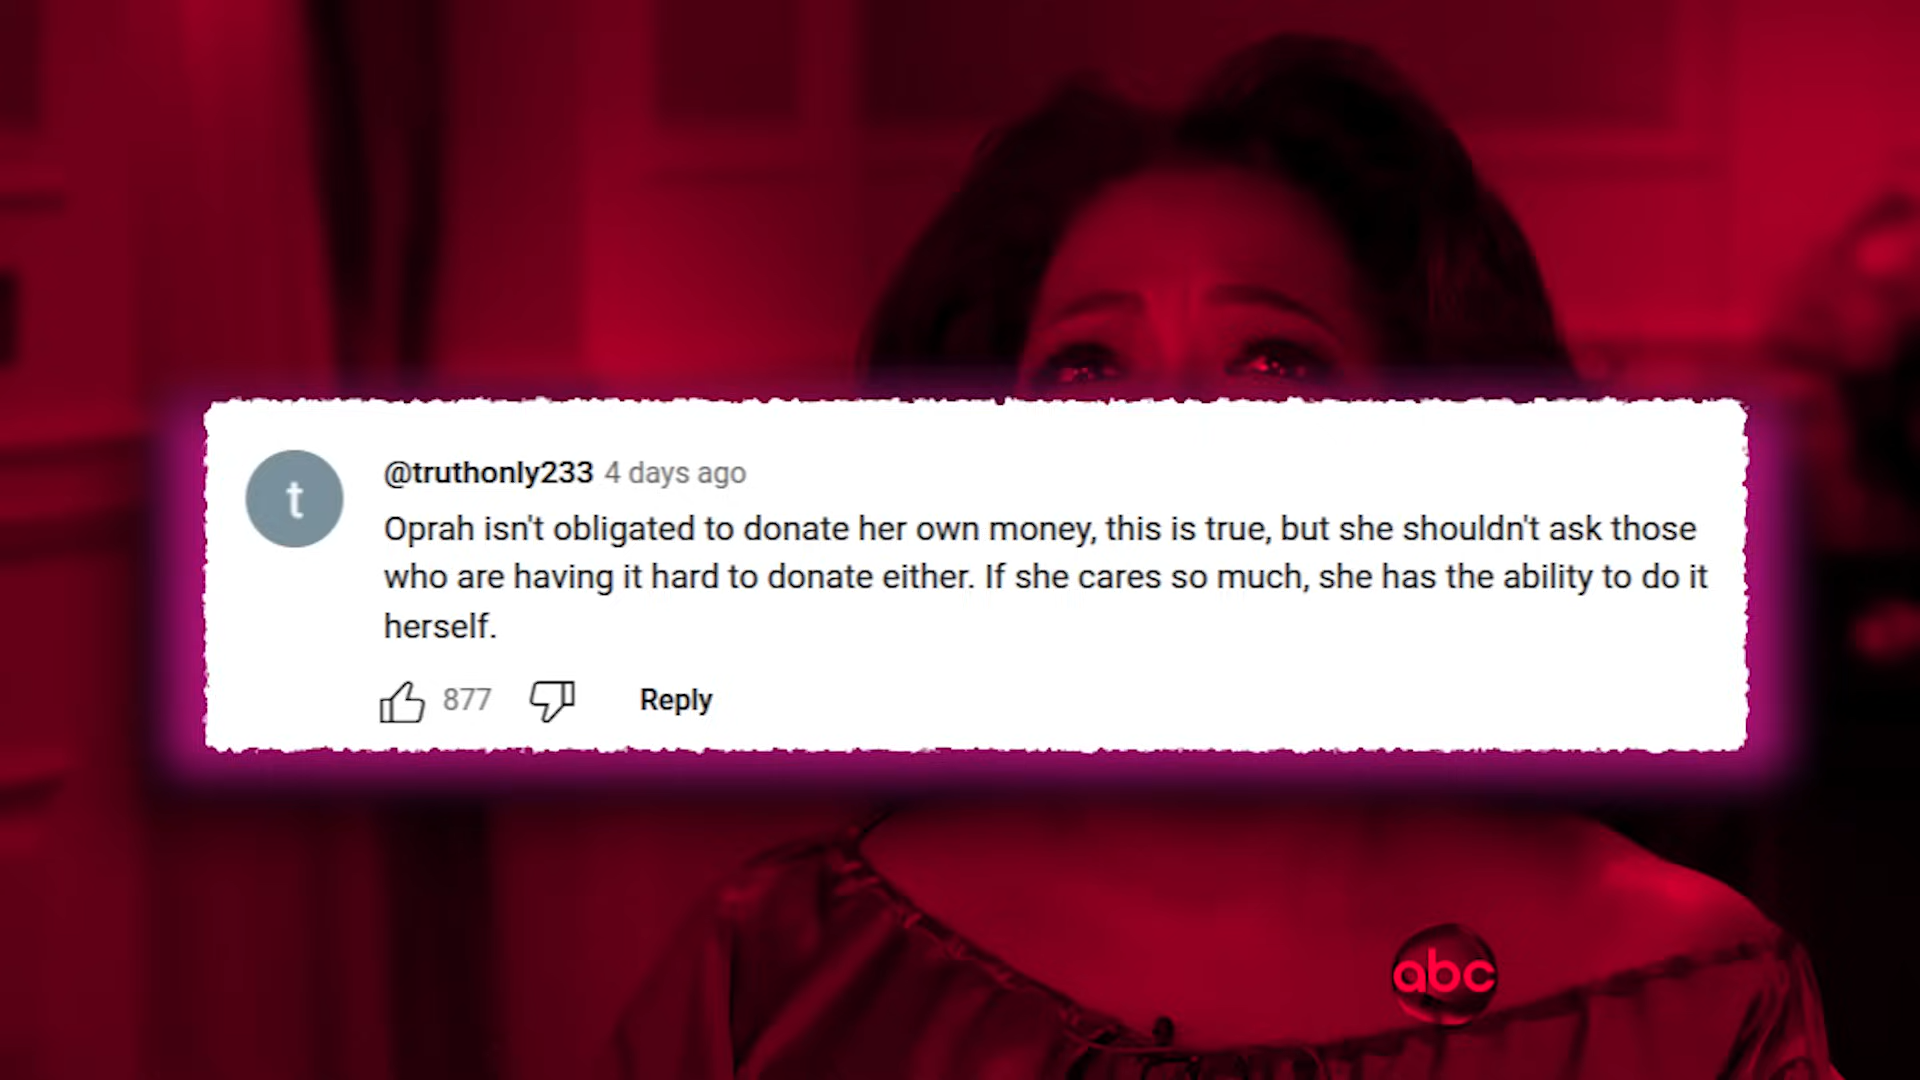 t
@truthonly233 4 days ago
Oprah isn't obligated to donate her own money, this is true, but she shouldn't ask those
who are having it hard to donate either. If she cares so much, she has the ability to do it
herself.
877 Reply
abc